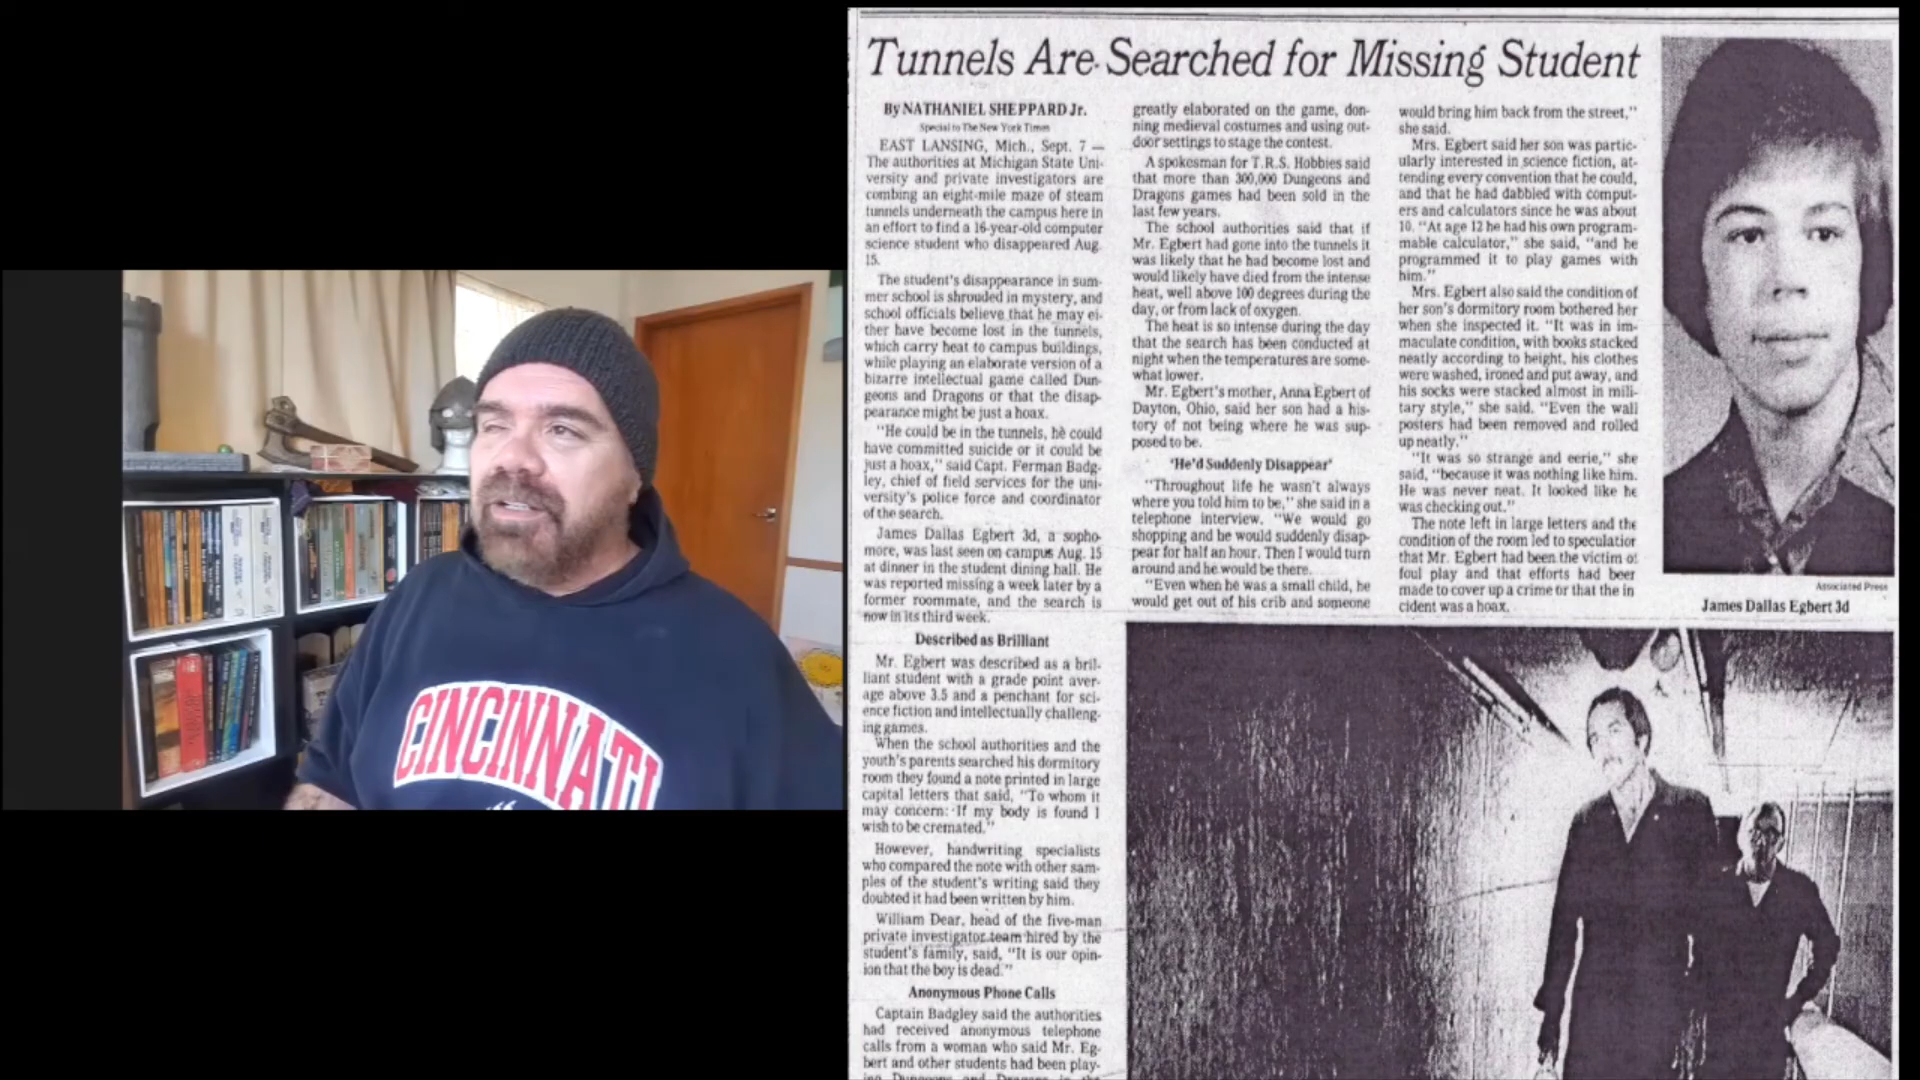 CINCINNATI
Tunnels Are Searched for Missing Student
By NATHANIEL SHEPPARD Jr.
Special to The New York Times
EAST LANSING, Mich., Sept. 7 —
The authorities at Michigan State Uni-
versity and private investigators are
combing an eight-mile maze of steam
tunnels underneath the campus here in
an effort to find a 16-year-old computer
science student who disappeared Aug.
15.
The student's disappearance in sum-
mer school is shrouded in mystery, and
school officials believe that he may ei-
ther have become lost in the tunnels,
which carry heat to campus buildings,
while playing an elaborate version of a
bizarre intellectual game called Dun-
geons and Dragons or that the disap-
pearance might be just a hoax.
"He could be in the tunnels, he could
have committed suicide or it could be
just a hoax," said Capt. Ferman Badg-
ley, chief of field services for the uni-
versity's police force and coordinator
of the search.
James Dallas Egbert 3d, a sopho-
more, was last seen on campus Aug. 15
at dinner in the student dining hall. He
was reported missing a week later by a
former roommate, and the search is
now in its third week.
Described as Brilliant
Mr. Egbert was described as a bril-
liant student with a grade point aver-
age above 3.5 and a penchant for sci-
ence fiction and intellectually challeng-
ing games.
When the school authorities and the
youth's parents searched his dormitory
room they found a note printed in large
capital letters that said, "To whom it
may concern: If my body is found I
wish to be cremated."
However, handwriting specialists
who compared the note with other sam-
ples of the student's writing said they
doubted it had been written by him.
William Dear, head of the five-man
private investigator team hired by the
student's family, said, "It is our opin-
ion that the boy is dead."
Anonymous Phone Calls
Captain Badgley said the authorities
had received anonymous telephone
calls from a woman who said Mr. Eg-
bert and other students had been play-
ing Dungeons and Dragons in the
greatly elaborated on the game, don-
ning medieval costumes and using out-
door settings to stage the contest.
A spokesman for T.R.S. Hobbies said
that more than 300,000 Dungeons and
Dragons games had been sold in the
last few years.
The school authorities said that if
Mr. Egbert had gone into the tunnels it
was likely that he had become lost and
would likely have died from the intense
heat, well above 100 degrees during the
day, or from lack of oxygen.
The heat is so intense during the day
that the search has been conducted at
night when the temperatures are some-
what lower.
Mr. Egbert's mother, Anna Egbert of
Dayton, Ohio, said her son had a his-
tory of not being where he was sup-
posed to be.
'He'd Suddenly Disappear'
"Throughout life he wasn't always
where you told him to be," she said in a
telephone interview. "We would go
shopping and he would suddenly disap-
pear for half an hour. Then I would turn
around and he would be there.
"Even when he was a small child, he
would get out of his crib and someone
would bring him back from the street,"
she said.
Mrs. Egbert said her son was partic-
ularly interested in science fiction, at-
tending every convention that he could,
and that he had dabbled with comput-
ers and calculators since he was about
10. "At age 12 he had his own program-
mable calculator," she said, "and he
programmed it to play games with
him."
Mrs. Egbert also said the condition of
her son's dormitory room bothered her
when she inspected it. "It was in im-
maculate condition, with books stacked
neatly according to height, his clothes
were washed, ironed and put away, and
his socks were stacked almost in mili-
tary style," she said. "Even the wall
posters had been removed and rolled
up neatly."
"It was so strange and eerie," she
said, "because it was nothing like him.
He was never neat. It looked like he
was checking out."
The note left in large letters and the
condition of the room led to speculation
that Mr. Egbert had been the victim of
foul play and that efforts had been
made to cover up a crime or that the in
cident was a hoax.
Associated Press
James Dallas Egbert 3d